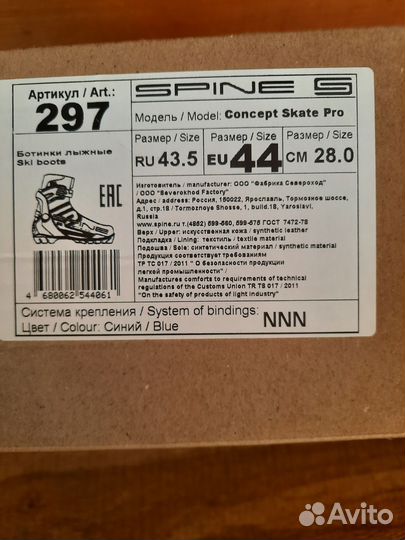 Артикул / Art.:
297
SPINE
Модель / Model: Concept Skate Pro
Ботинки лыжные
Ski boots
Размер / Size
RU 43.5
Размер / Size
EU 44
Размер / Size
CM 28.0
EAC
Изготовитель / manufacturer: ООО "Фабрика Североход"
/ OOO "Severokhod Factory"
Адрес / address: Россия, 150022, Ярославль, Тормозное шоссе,
д.1, стр.18 / Tormoznoye Shosse, 1, build.18, Yaroslavl,
Russia
www.spine.ru т.(4852) 699-560, 699-676 ГОСТ 7472-78
Верх / Upper: искусственная кожа / synthetic leather
Подкладка / Lining: текстиль / textile material
Подошва / Sole: синтетический материал / synthetic material
Продукция соответствует требованиям
ТР ТС 017 / 2011 " О безопасности продукции
легкой промышленности" /
Manufactures comforts to requirements of technical
regulations of the Customs Union TR TS 017 / 2011
"On the safety of products of light industry"
4 680062 544061
Система крепления / System of bindings:
NNN
Цвет / Colour: Синий / Blue
Avito